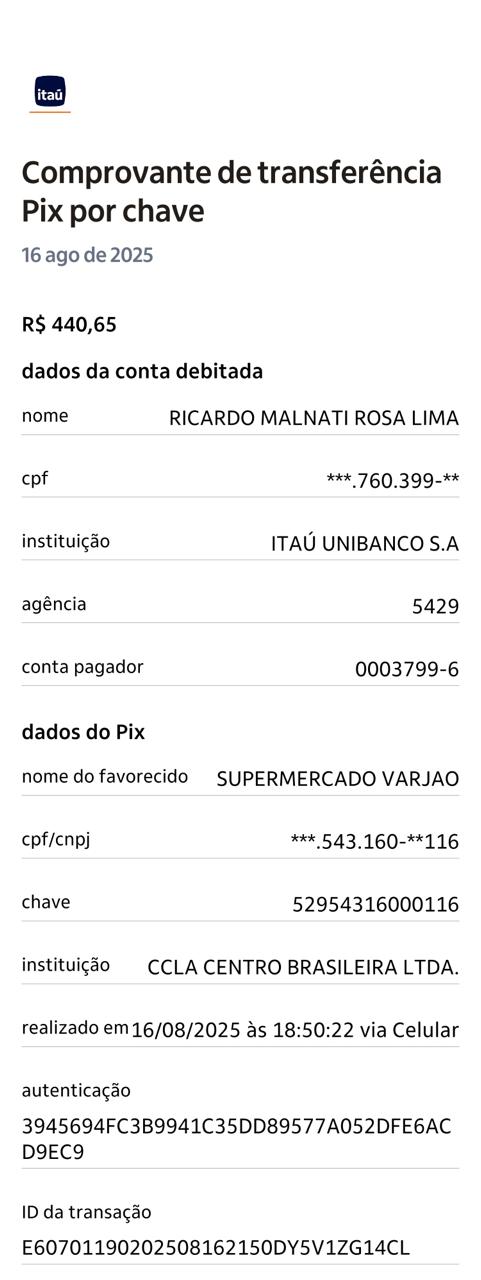 itaú
Comprovante de transferência
Pix por chave
16 ago de 2025
R$ 440,65
dados da conta debitada
nome RICARDO MALNATI ROSA LIMA
cpf ***.760.399-**
instituição ITAÚ UNIBANCO S.A
agência 5429
conta pagador 0003799-6
dados do Pix
nome do favorecido SUPERMERCADO VARJAO
cpf/cnpj ***.543.160-**116
chave 52954316000116
instituição CCLA CENTRO BRASILEIRA LTDA.
realizado em 16/08/2025 às 18:50:22 via Celular
autenticação
3945694FC3B9941C35DD89577A052DFE6AC
D9EC9
ID da transação
E60701190202508162150DY5V1ZG14CL